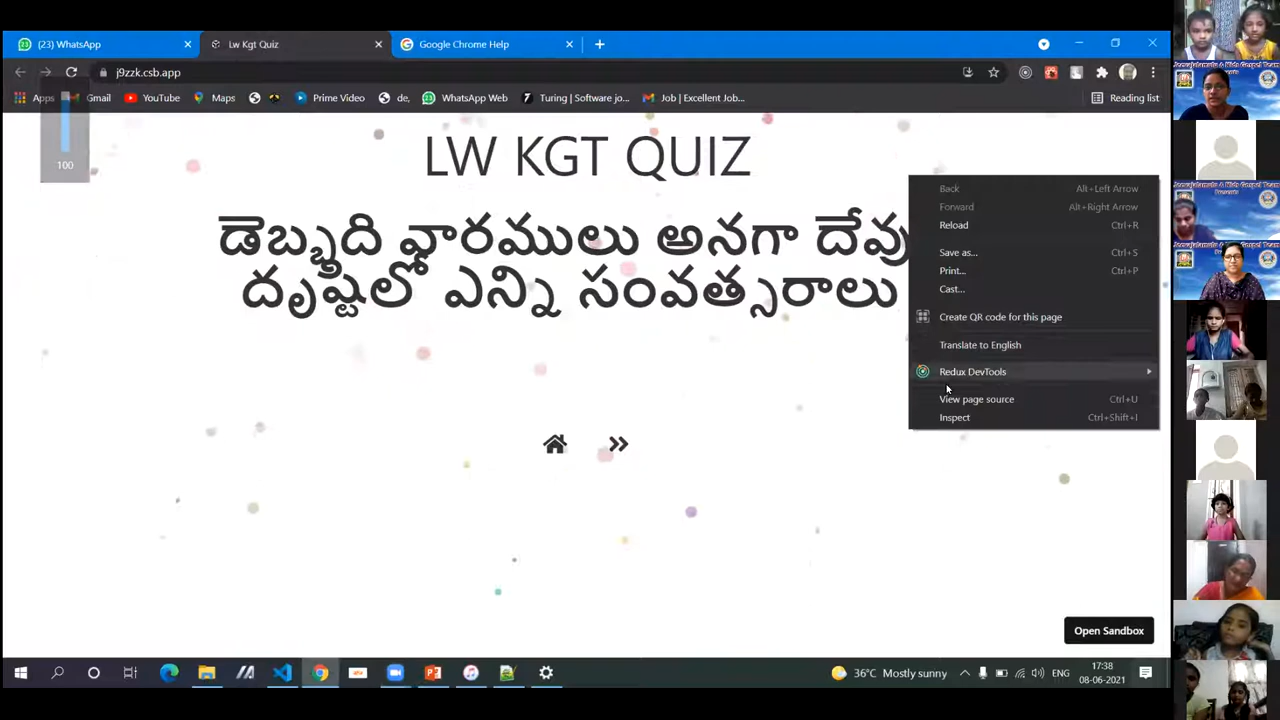 (23) WhatsApp
Lw Kgt Quiz
Google Chrome Help
j9zzk.csb.app
Apps
Gmail
YouTube
Maps
Prime Video
de,
WhatsApp Web
Turing | Software jo...
Job | Excellent Job...
Reading list
100
LW KGT QUIZ
డెబ్బది వారములు అనగా దేవు
దృష్టిలో ఎన్ని సంవత్సరాలు
Back Alt+Left Arrow
Forward Alt+Right Arrow
Reload Ctrl+R
Save as... Ctrl+S
Print... Ctrl+P
Cast...
Create QR code for this page
Translate to English
Redux DevTools
View page source Ctrl+U
Inspect Ctrl+Shift+I
Open Sandbox
36°C Mostly sunny
ENG
17:38
08-06-2021